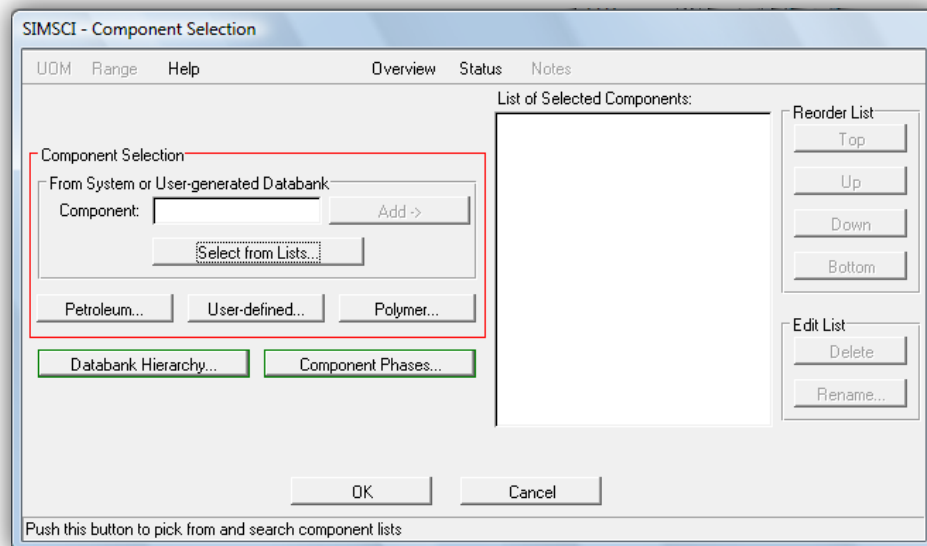 SIMSCI - Component Selection
UOM Range Help Overview Status Notes
List of Selected Components:
Reorder List
Top
Up
Down
Bottom
Component Selection
From System or User-generated Databank
Component: Add ->
Select from Lists...
Petroleum... User-defined... Polymer...
Databank Hierarchy... Component Phases...
Edit List
Delete
Rename...
OK Cancel
Push this button to pick from and search component lists